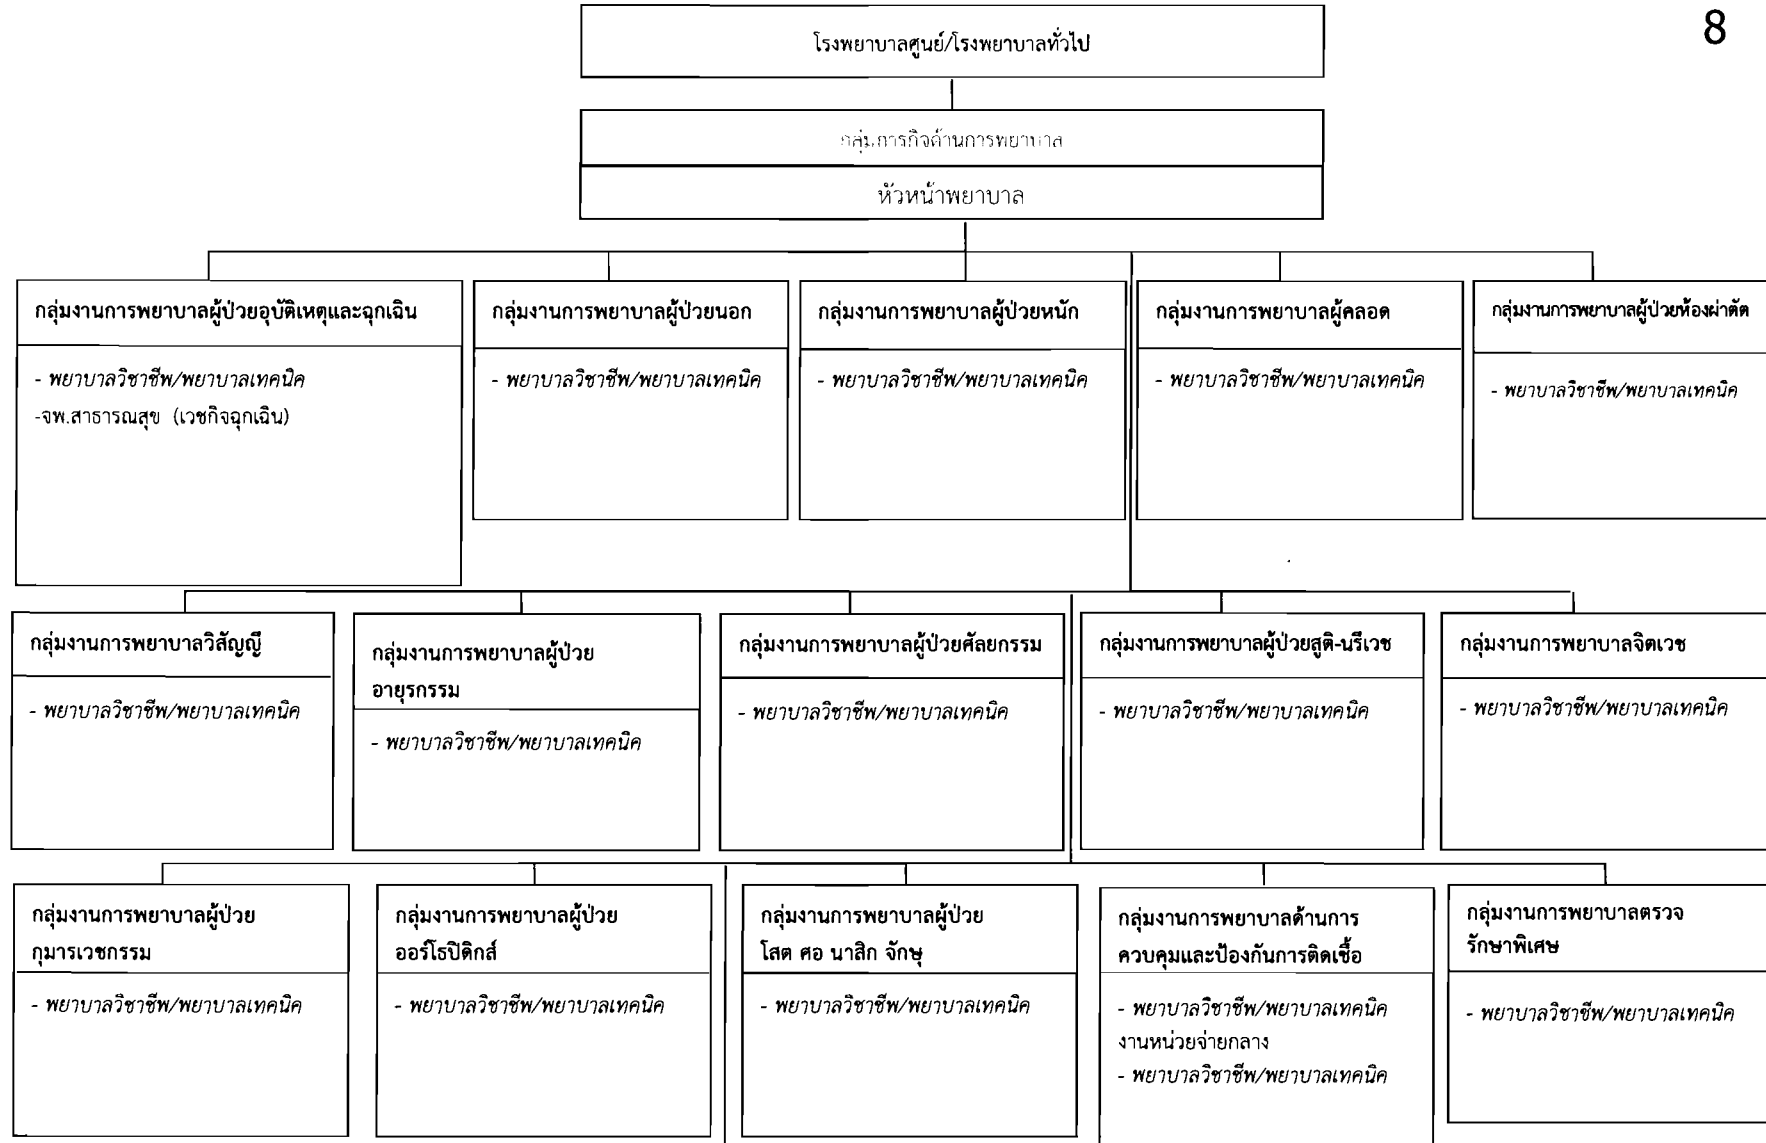 8
โรงพยาบาลศูนย์/โรงพยาบาลทั่วไป
กลุ่มภารกิจด้านการพยาบาล
หัวหน้าพยาบาล
กลุ่มงานการพยาบาลผู้ป่วยอุบัติเหตุและฉุกเฉิน
- พยาบาลวิชาชีพ/พยาบาลเทคนิค
-จพ.สาธารณสุข (เวชกิจฉุกเฉิน)
กลุ่มงานการพยาบาลผู้ป่วยนอก
- พยาบาลวิชาชีพ/พยาบาลเทคนิค
กลุ่มงานการพยาบาลผู้ป่วยหนัก
- พยาบาลวิชาชีพ/พยาบาลเทคนิค
กลุ่มงานการพยาบาลผู้คลอด
- พยาบาลวิชาชีพ/พยาบาลเทคนิค
กลุ่มงานการพยาบาลผู้ป่วยห้องผ่าตัด
- พยาบาลวิชาชีพ/พยาบาลเทคนิค
กลุ่มงานการพยาบาลวิสัญญี
- พยาบาลวิชาชีพ/พยาบาลเทคนิค
กลุ่มงานการพยาบาลผู้ป่วย
อายุรกรรม
- พยาบาลวิชาชีพ/พยาบาลเทคนิค
กลุ่มงานการพยาบาลผู้ป่วยศัลยกรรม
- พยาบาลวิชาชีพ/พยาบาลเทคนิค
กลุ่มงานการพยาบาลผู้ป่วยสูติ-นรีเวช
- พยาบาลวิชาชีพ/พยาบาลเทคนิค
กลุ่มงานการพยาบาลจิตเวช
- พยาบาลวิชาชีพ/พยาบาลเทคนิค
กลุ่มงานการพยาบาลผู้ป่วย
กุมารเวชกรรม
- พยาบาลวิชาชีพ/พยาบาลเทคนิค
กลุ่มงานการพยาบาลผู้ป่วย
ออร์โธปิดิกส์
- พยาบาลวิชาชีพ/พยาบาลเทคนิค
กลุ่มงานการพยาบาลผู้ป่วย
โสต ศอ นาสิก จักษุ
- พยาบาลวิชาชีพ/พยาบาลเทคนิค
กลุ่มงานการพยาบาลด้านการ
ควบคุมและป้องกันการติดเชื้อ
- พยาบาลวิชาชีพ/พยาบาลเทคนิค
งานหน่วยจ่ายกลาง
- พยาบาลวิชาชีพ/พยาบาลเทคนิค
กลุ่มงานการพยาบาลตรวจ
รักษาพิเศษ
- พยาบาลวิชาชีพ/พยาบาลเทคนิค